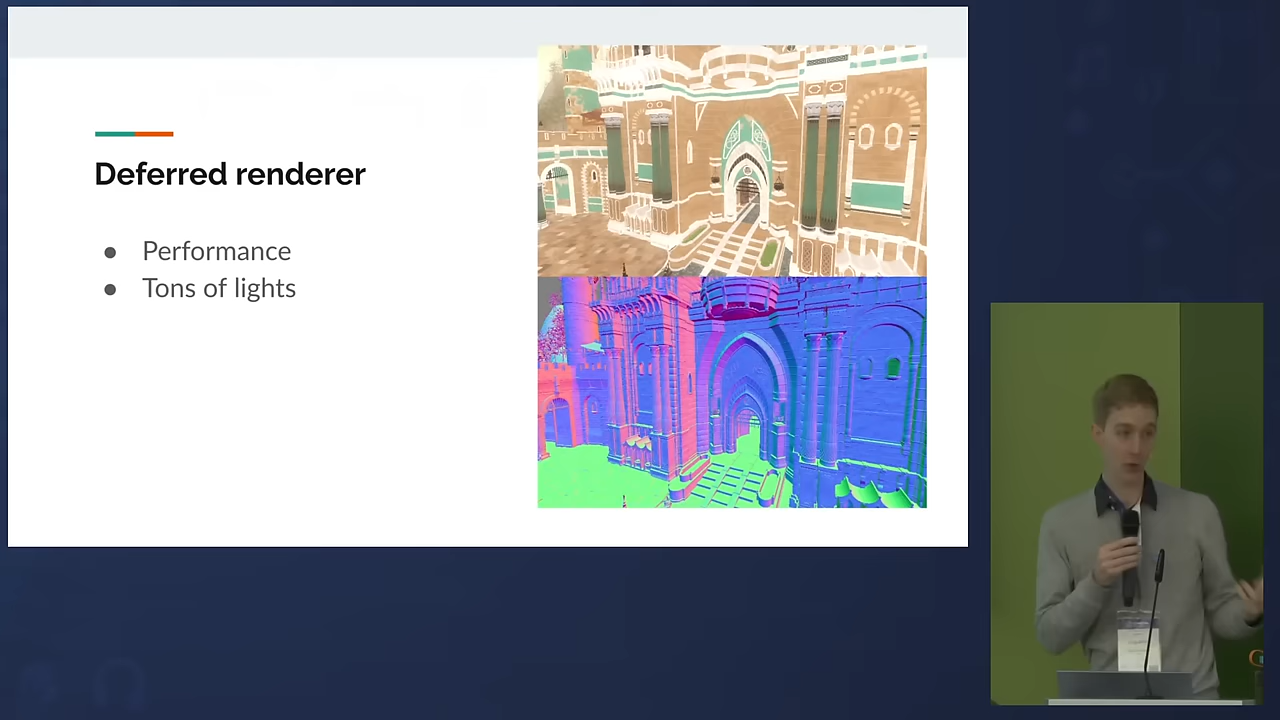 Deferred renderer
● Performance
● Tons of lights